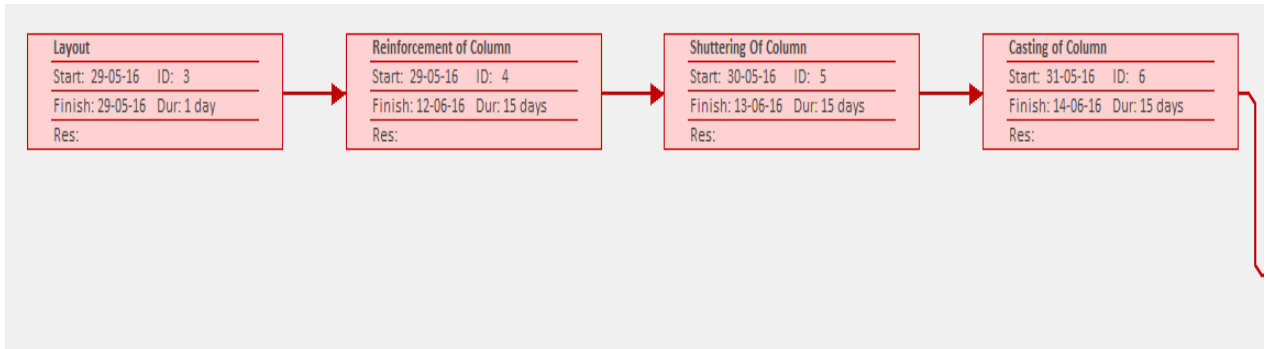 Layout
Start: 29-05-16 ID: 3
Finish: 29-05-16 Dur: 1 day
Res:
Reinforcement of Column
Start: 29-05-16 ID: 4
Finish: 12-06-16 Dur: 15 days
Res:
Shuttering Of Column
Start: 30-05-16 ID: 5
Finish: 13-06-16 Dur: 15 days
Res:
Casting of Column
Start: 31-05-16 ID: 6
Finish: 14-06-16 Dur: 15 days
Res: